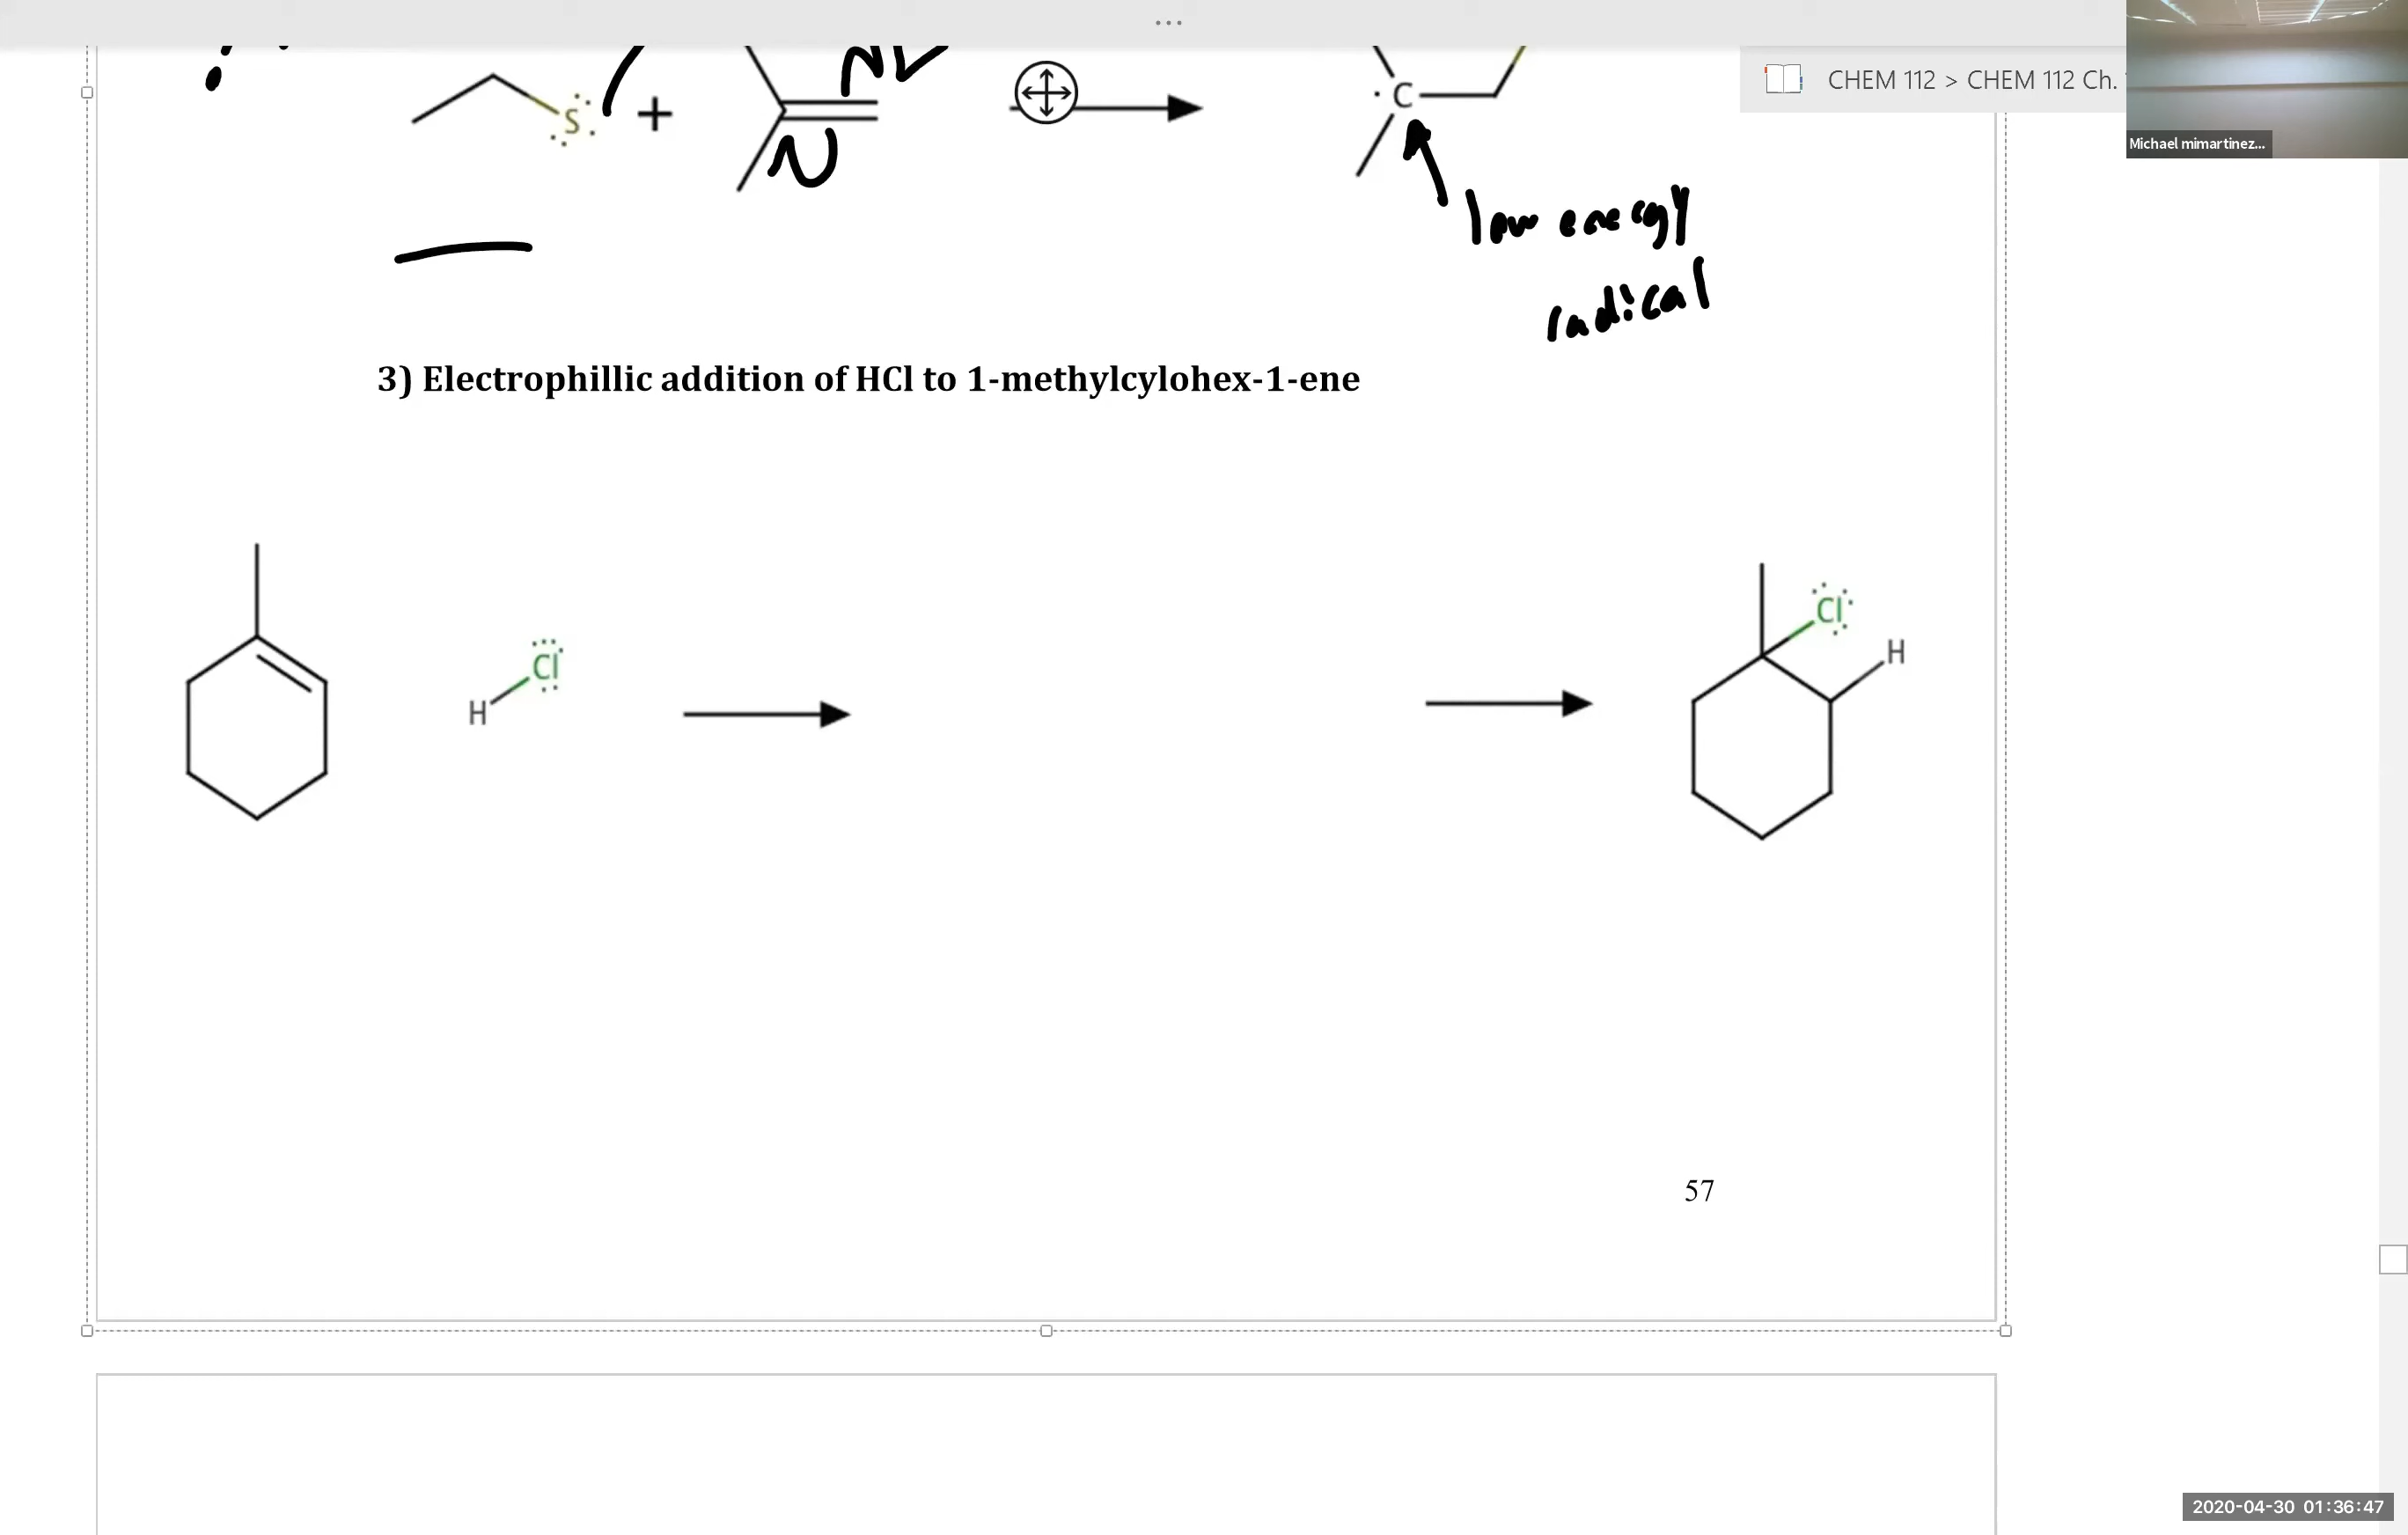 ...
CHEM 112 > CHEM 112 Ch.
Michael mimartinez...
S
+
· C
low energy
radical
3) Electrophillic addition of HCl to 1-methylcylohex-1-ene
Cl
H
Cl
H
57
2020-04-30 01:36:47